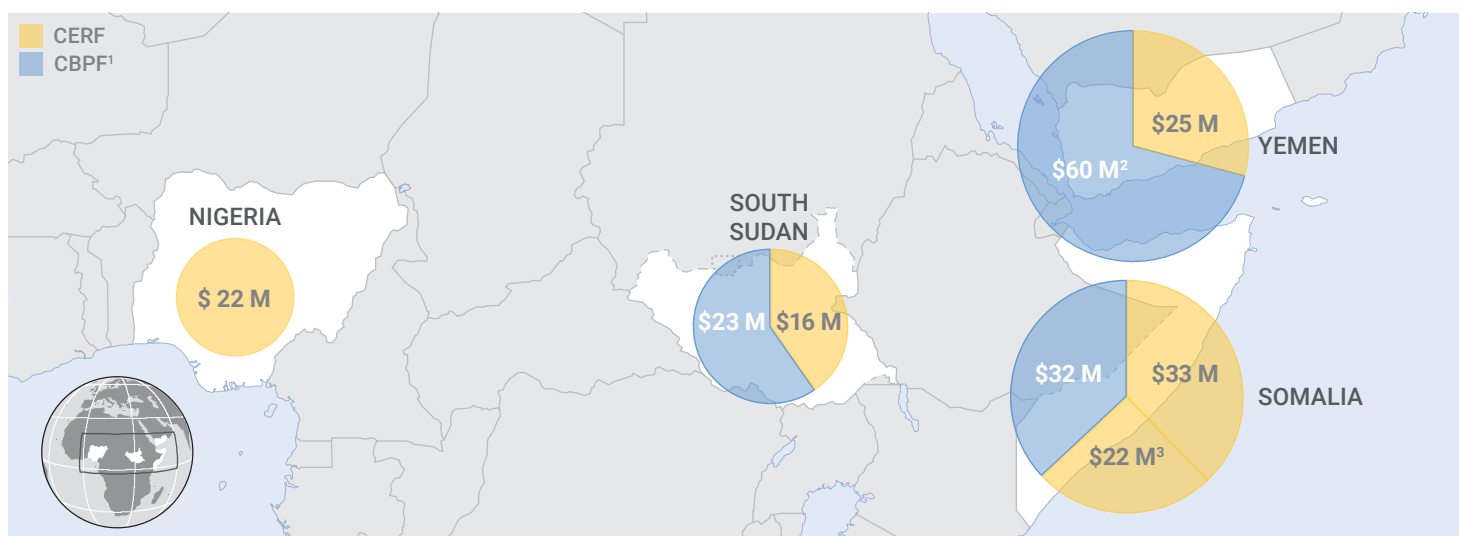 CERF
CBPF¹
NIGERIA
$ 22 M
SOUTH
SUDAN
$23 M
$16 M
$25 M
$60 M²
YEMEN
$32 M
$33 M
$22 M³
SOMALIA